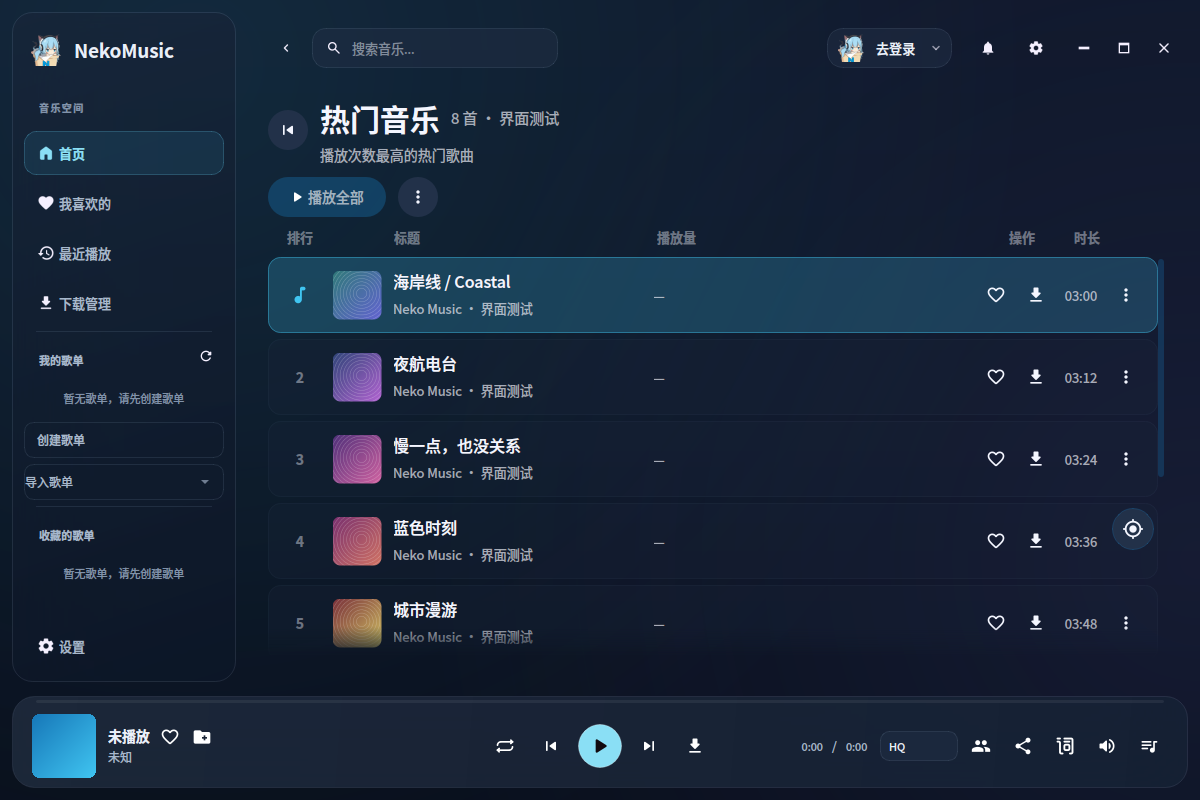 NekoMusic
搜索音乐...
去登录
音乐空间
首页
我喜欢的
最近播放
下载管理
我的歌单
暂无歌单，请先创建歌单
创建歌单
导入歌单
收藏的歌单
暂无歌单，请先创建歌单
设置
热门音乐 8 首 • 界面测试
播放次数最高的热门歌曲
播放全部
排行 标题 播放量 操作 时长
海岸线 / Coastal
Neko Music • 界面测试
— 03:00
夜航电台
2 — 03:12
Neko Music • 界面测试
慢一点，也没关系
3 — 03:24
Neko Music • 界面测试
蓝色时刻
4 — 03:36
Neko Music • 界面测试
城市漫游
5 — 03:48
Neko Music • 界面测试
未播放
未知
0:00 / 0:00 HQ